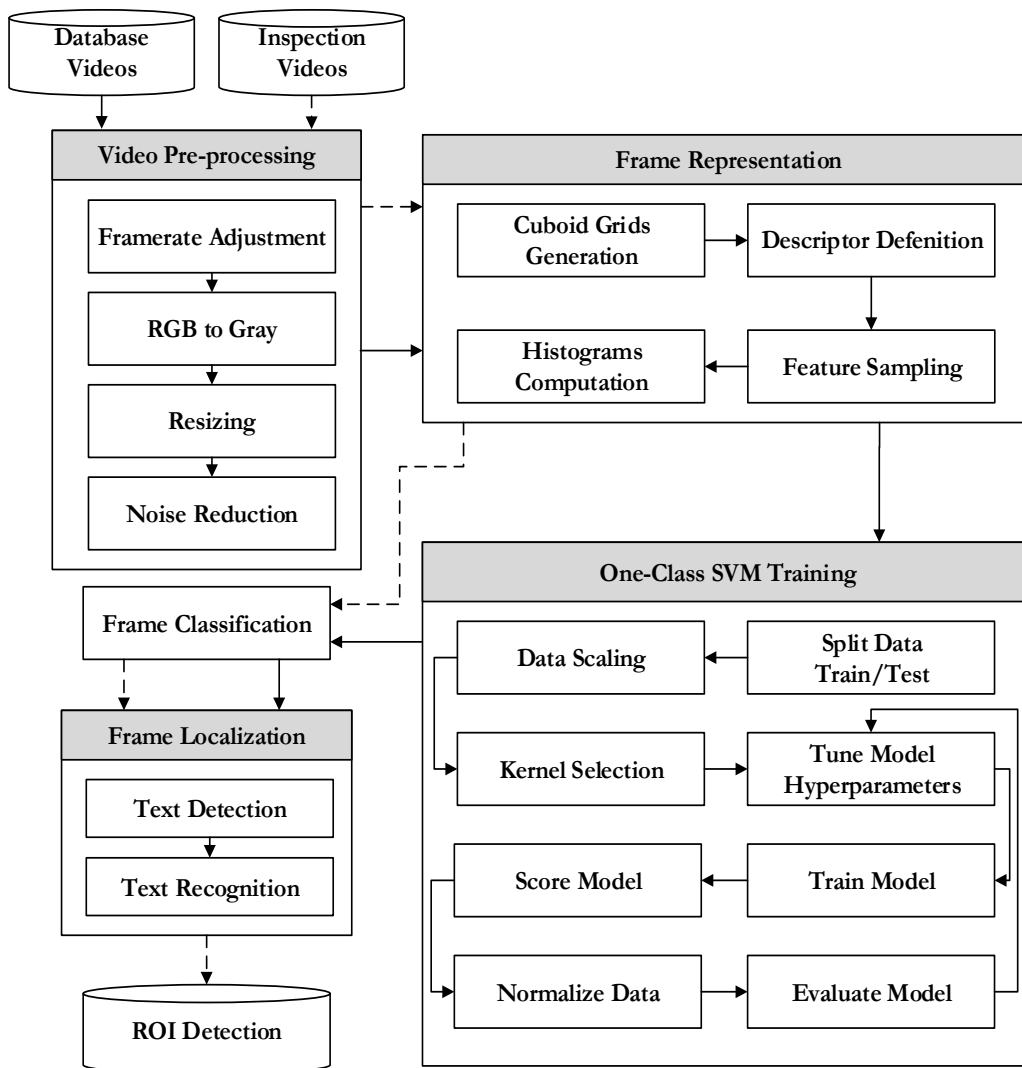 Database
Videos
Inspection
Videos
Video Pre-processing
Framerate Adjustment
RGB to Gray
Resizing
Noise Reduction
Frame Representation
Cuboid Grids
Generation
Descriptor Defenition
Histograms
Computation
Feature Sampling
One-Class SVM Training
Data Scaling
Split Data
Train/Test
Kernel Selection
Tune Model
Hyperparameters
Score Model
Train Model
Normalize Data
Evaluate Model
Frame Classification
Frame Localization
Text Detection
Text Recognition
ROI Detection